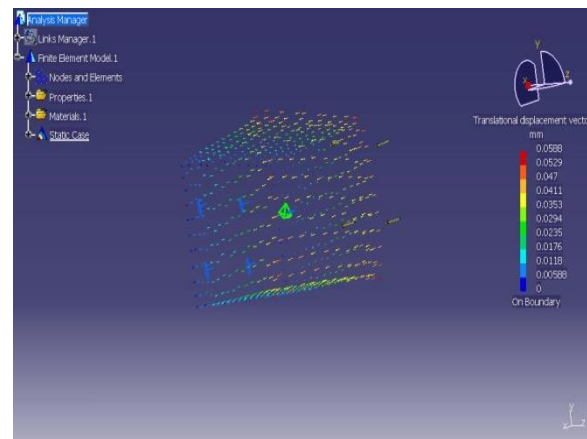 Analysis Manager
Links Manager.1
Finite Element Model.1
Nodes and Elements
Properties.1
Materials.1
Static Case
Y
X
Z
Translational displacement vecto
mm
0.0588
0.0529
0.047
0.0411
0.0353
0.0294
0.0235
0.0176
0.0118
0.00588
0
On Boundary
y
z
x